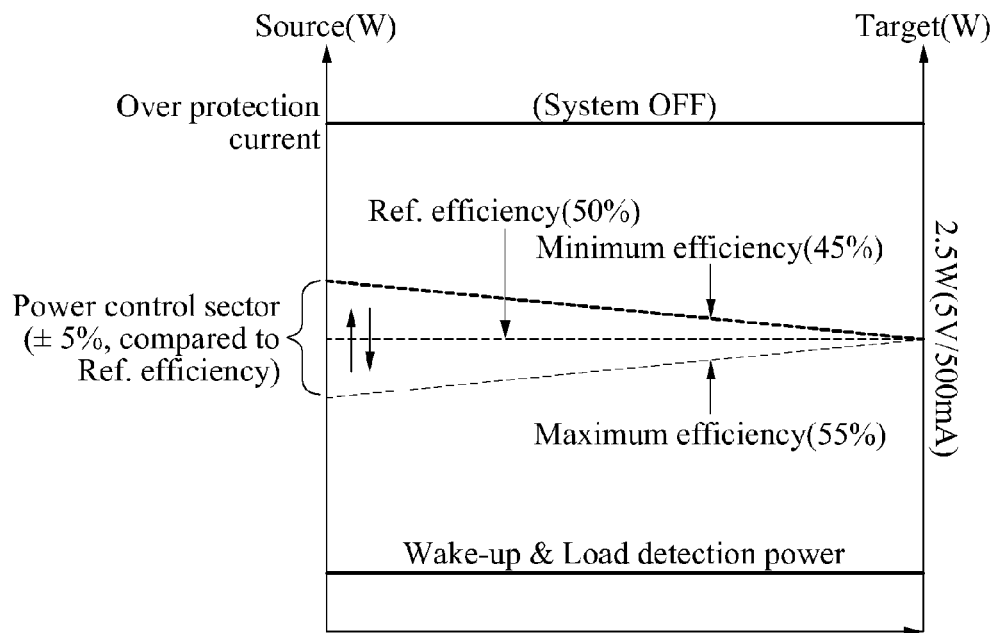 Source(W)
Target(W)
Over protection
current
(System OFF)
Ref. efficiency(50%)
Minimum efficiency(45%)
Power control sector
(± 5%, compared to
Ref. efficiency)
2.5W(5V/500mA)
Maximum efficiency(55%)
Wake-up & Load detection power